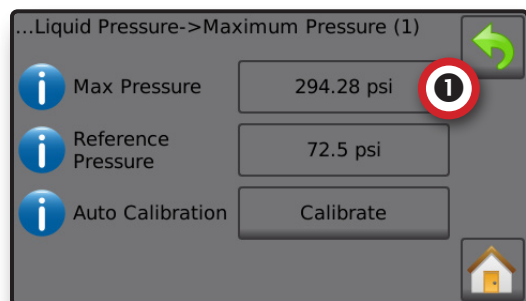 ...Liquid Pressure->Maximum Pressure (1)
i Max Pressure 294.28 psi 1
i Reference Pressure 72.5 psi
i Auto Calibration Calibrate